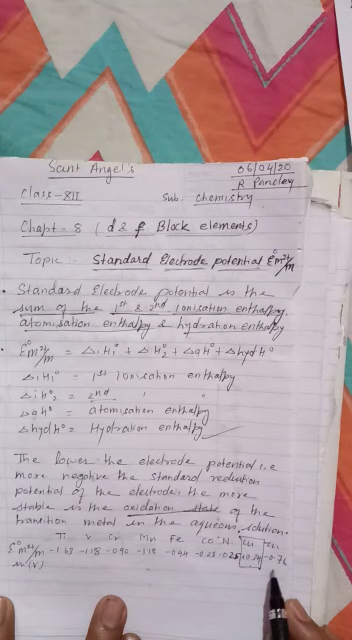 Saint Angel's
06/04/20
R Pandey
Class-XII
Sub: Chemistry
Chapt-8 (d & f Block elements)
Topic - Standard Electrode potential E°M²⁺/M
• Standard Electrode potential is the
sum of the 1st & 2nd ionisation enthalpy
atomisation enthalpy & hydration enthalpy
• E°M²⁺/M = ΔiH₁° + ΔiH₂° + ΔaH° + ΔhydH°
ΔiH₁° = 1st Ionisation enthalpy
ΔiH₂° = 2nd " "
ΔaH° = atomisation enthalpy
ΔhydH° = Hydration enthalpy
The lower the electrode potential i.e
more negative the standard reduction
potential of the electrode the more
stable is the oxidation state of the
transition metal in the aqueous solution.
Ti V Cr Mn Fe Co Ni Cu Zn
E°M²⁺/M -1.63 -1.18 -0.90 -1.18 -0.44 -0.28 -0.25 +0.34 -0.76
in (V)